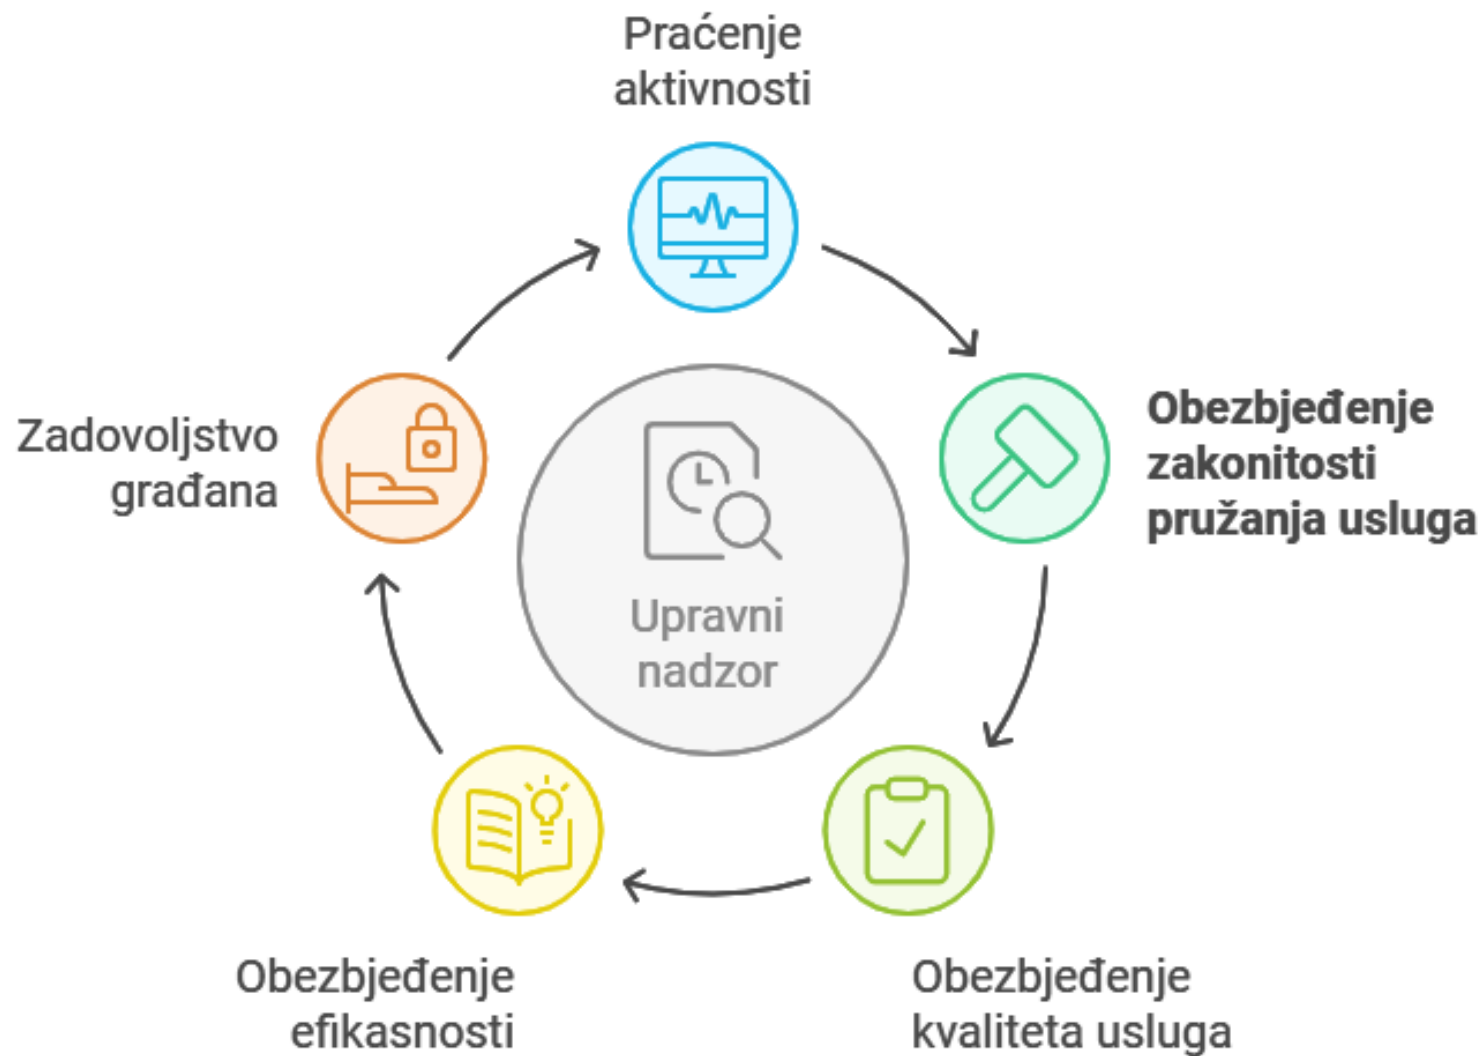 Praćenje
aktivnosti
Obezbjeđenje
zakonitosti
pružanja usluga
Zadovoljstvo
građana
Upravni
nadzor
Obezbjeđenje
efikasnosti
Obezbjeđenje
kvaliteta usluga